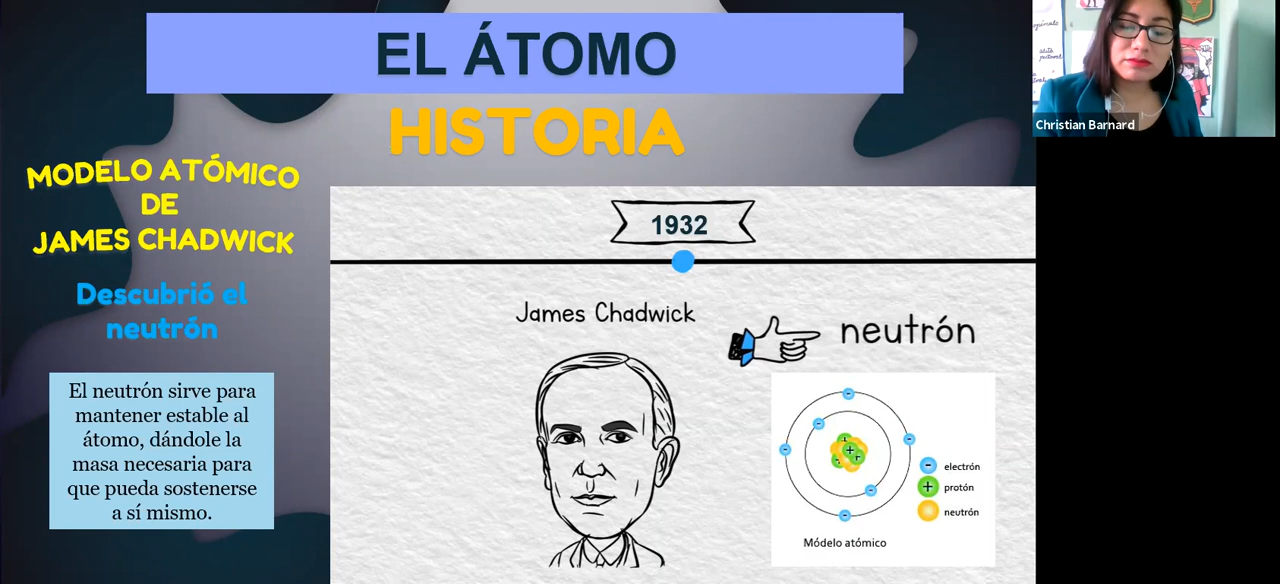 EL ÁTOMO
HISTORIA
MODELO ATÓMICO
DE
JAMES CHADWICK
Descubrió el
neutrón
El neutrón sirve para
mantener estable al
átomo, dándole la
masa necesaria para
que pueda sostenerse
a sí mismo.
1932
James Chadwick
neutrón
electrón
protón
neutrón
Módelo atómico
Christian Barnard